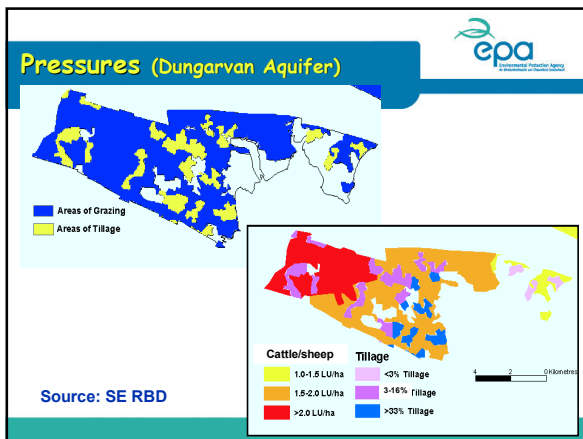 Pressures (Dungarvan Aquifer)
epa
Environmental Protection Agency
Areas of Grazing
Areas of Tillage
Cattle/sheep
Tillage
1.0-1.5 LU/ha
<3% Tillage
1.5-2.0 LU/ha
3-16% Tillage
>2.0 LU/ha
>33% Tillage
4 2 0 Kilometres
Source: SE RBD